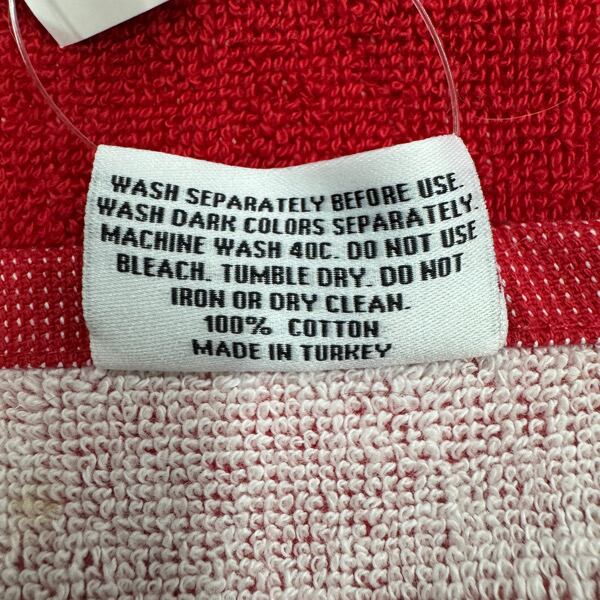 WASH SEPARATELY BEFORE USE.
WASH DARK COLORS SEPARATELY.
MACHINE WASH 40C. DO NOT USE
BLEACH. TUMBLE DRY. DO NOT
IRON OR DRY CLEAN.
100% COTTON
MADE IN TURKEY